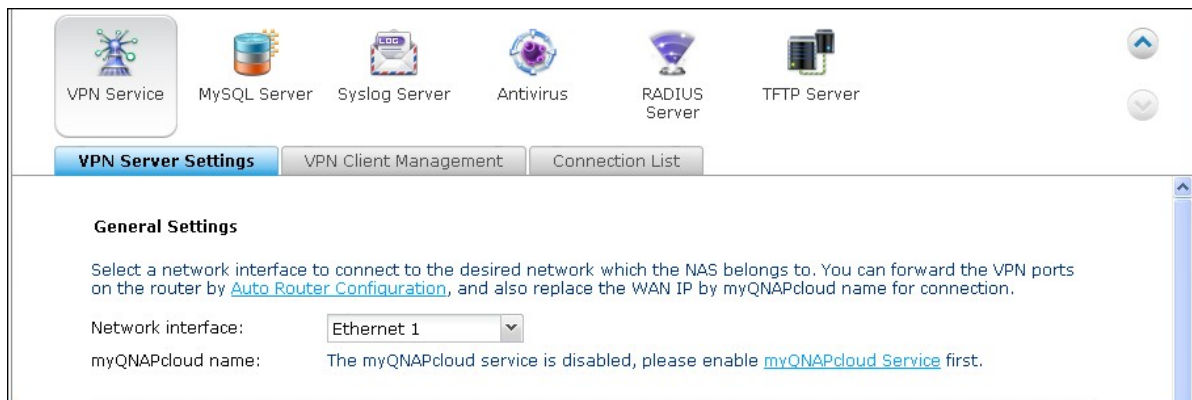 VPN Service
MySQL Server
LOG
Syslog Server
Antivirus
RADIUS
Server
TFTP Server
VPN Server Settings
VPN Client Management
Connection List
General Settings
Select a network interface to connect to the desired network which the NAS belongs to. You can forward the VPN ports
on the router by Auto Router Configuration, and also replace the WAN IP by myQNAPcloud name for connection.
Network interface:
Ethernet 1
myQNAPcloud name:
The myQNAPcloud service is disabled, please enable myQNAPcloud Service first.